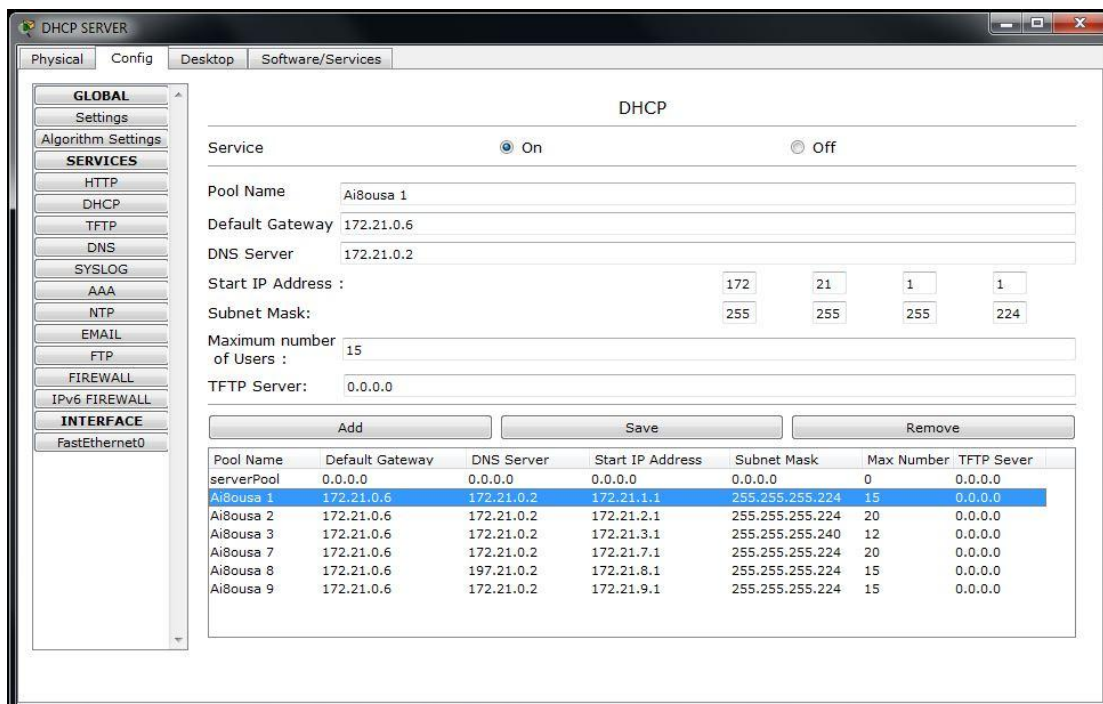 DHCP SERVER
Physical Config Desktop Software/Services
GLOBAL
Settings
Algorithm Settings
SERVICES
HTTP
DHCP
TFTP
DNS
SYSLOG
AAA
NTP
EMAIL
FTP
FIREWALL
IPv6 FIREWALL
INTERFACE
FastEthernet0
DHCP
Service On Off
Pool Name Ai8ousa 1
Default Gateway 172.21.0.6
DNS Server 172.21.0.2
Start IP Address : 172 21 1 1
Subnet Mask: 255 255 255 224
Maximum number
of Users : 15
TFTP Server: 0.0.0.0
Add Save Remove
Pool Name Default Gateway DNS Server Start IP Address Subnet Mask Max Number TFTP Sever
serverPool 0.0.0.0 0.0.0.0 0.0.0.0 0.0.0.0 0 0.0.0.0
Ai8ousa 1 172.21.0.6 172.21.0.2 172.21.1.1 255.255.255.224 15 0.0.0.0
Ai8ousa 2 172.21.0.6 172.21.0.2 172.21.2.1 255.255.255.224 20 0.0.0.0
Ai8ousa 3 172.21.0.6 172.21.0.2 172.21.3.1 255.255.255.240 12 0.0.0.0
Ai8ousa 7 172.21.0.6 172.21.0.2 172.21.7.1 255.255.255.224 20 0.0.0.0
Ai8ousa 8 172.21.0.6 197.21.0.2 172.21.8.1 255.255.255.224 15 0.0.0.0
Ai8ousa 9 172.21.0.6 172.21.0.2 172.21.9.1 255.255.255.224 15 0.0.0.0